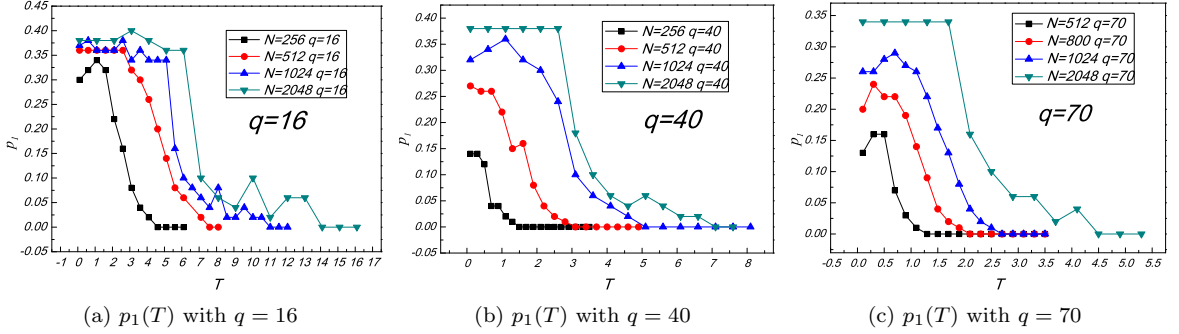 0.45
0.40
0.35
0.30
0.25
0.20
0.15
0.10
0.05
0.00
-0.05
p₁
-1 0 1 2 3 4 5 6 7 8 9 10 11 12 13 14 15 16 17
T
N=256 q=16
N=512 q=16
N=1024 q=16
N=2048 q=16
q=16
(a) p₁(T) with q = 16
0.40
0.35
0.30
0.25
0.20
0.15
0.10
0.05
0.00
-0.05
p₁
0 1 2 3 4 5 6 7 8
T
N=256 q=40
N=512 q=40
N=1024 q=40
N=2048 q=40
q=40
(b) p₁(T) with q = 40
0.35
0.30
0.25
0.20
0.15
0.10
0.05
0.00
p₁
-0.5 0.0 0.5 1.0 1.5 2.0 2.5 3.0 3.5 4.0 4.5 5.0 5.5
T
N=512 q=70
N=800 q=70
N=1024 q=70
N=2048 q=70
q=70
(c) p₁(T) with q = 70